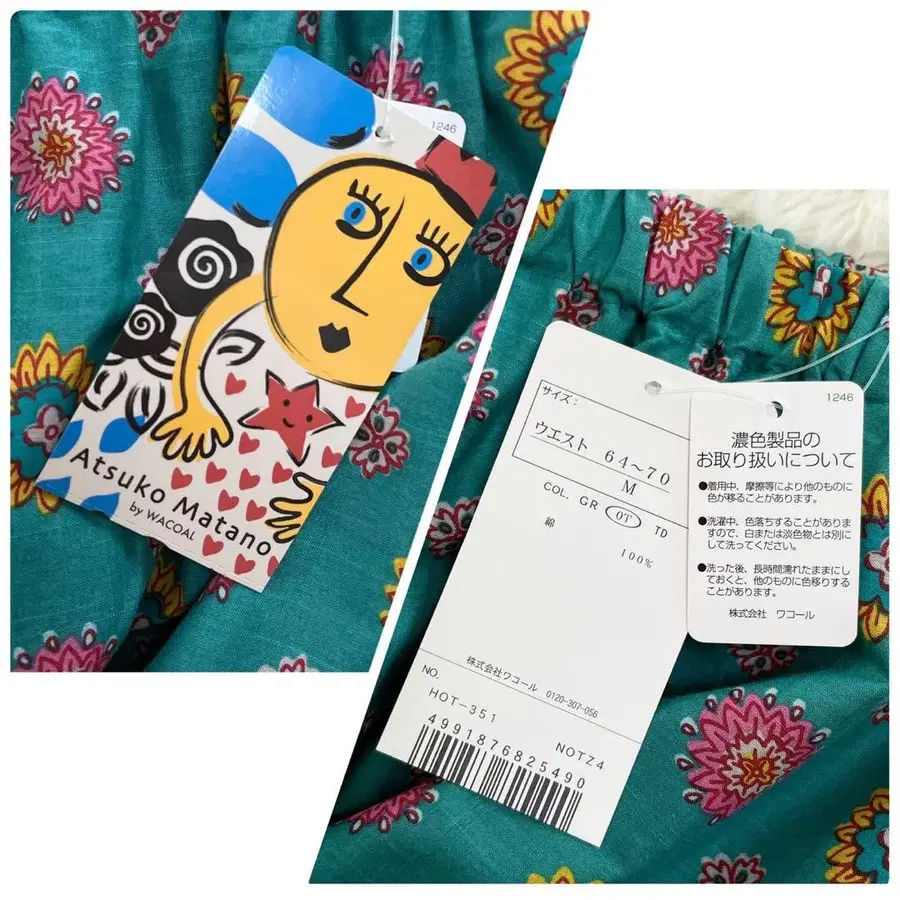 1246
Atsuko Matano
by WACOAL
サイズ:
ウエスト 64~70
M
COL. GR OT TD
綿 100%
株式会社ワコール 0120-307-056
NO.
HOT-351
NOTZ4
4991876825490
1246
濃色製品の
お取り扱いについて
●着用中、摩擦等により他のものに
色が移ることがあります。
●洗濯中、色落ちすることがありま
すので、白または淡色物とは別に
して洗ってください。
●洗った後、長時間濡れたままにし
ておくと、他のものに色移りする
ことがあります。
株式会社 ワコール